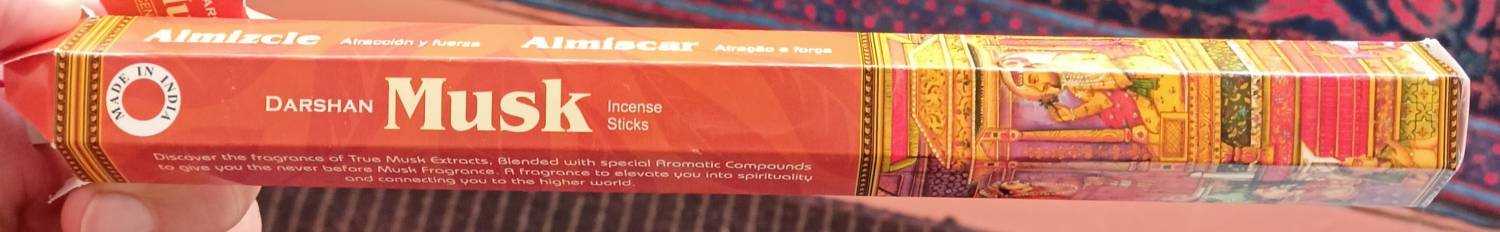 Almizcle Atracción y fuerza Almíscar Atração e força
MADE IN INDIA
DARSHAN Musk Incense
Sticks
Discover the fragrance of True Musk Extracts, Blended with special Aromatic Compounds
to give you the never before Musk Fragrance. A fragrance to elevate you into spirituality
and connecting you to the higher world.